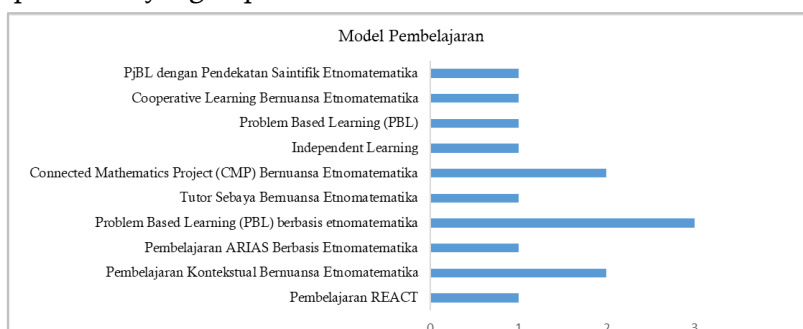 Model Pembelajaran
PjBL dengan Pendekatan Saintifik Etnomatematika
Cooperative Learning Bernuansa Etnomatematika
Problem Based Learning (PBL)
Independent Learning
Connected Mathematics Project (CMP) Bernuansa Etnomatematika
Tutor Sebaya Bernuansa Etnomatematika
Problem Based Learning (PBL) berbasis etnomatematika
Pembelajaran ARIAS Berbasis Etnomatematika
Pembelajaran Kontekstual Bernuansa Etnomatematika
Pembelajaran REACT
0 1 2 3